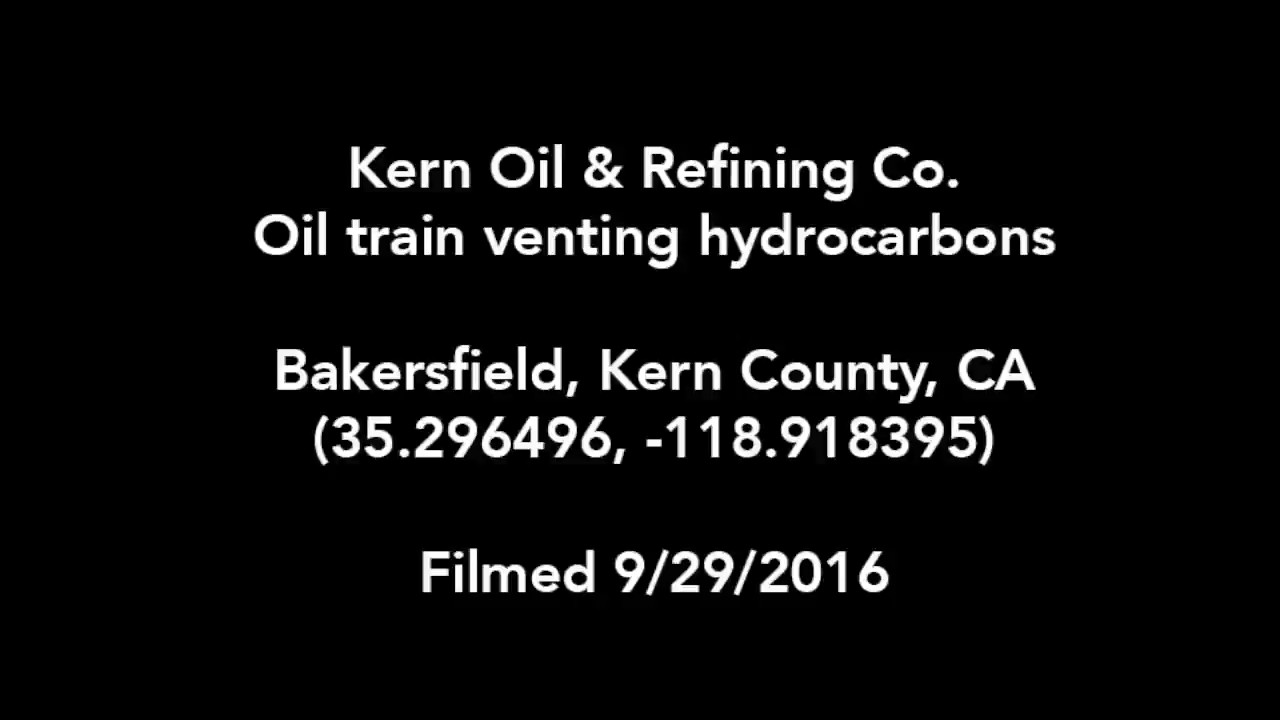 Kern Oil & Refining Co.
Oil train venting hydrocarbons
Bakersfield, Kern County, CA
(35.296496, -118.918395)
Filmed 9/29/2016